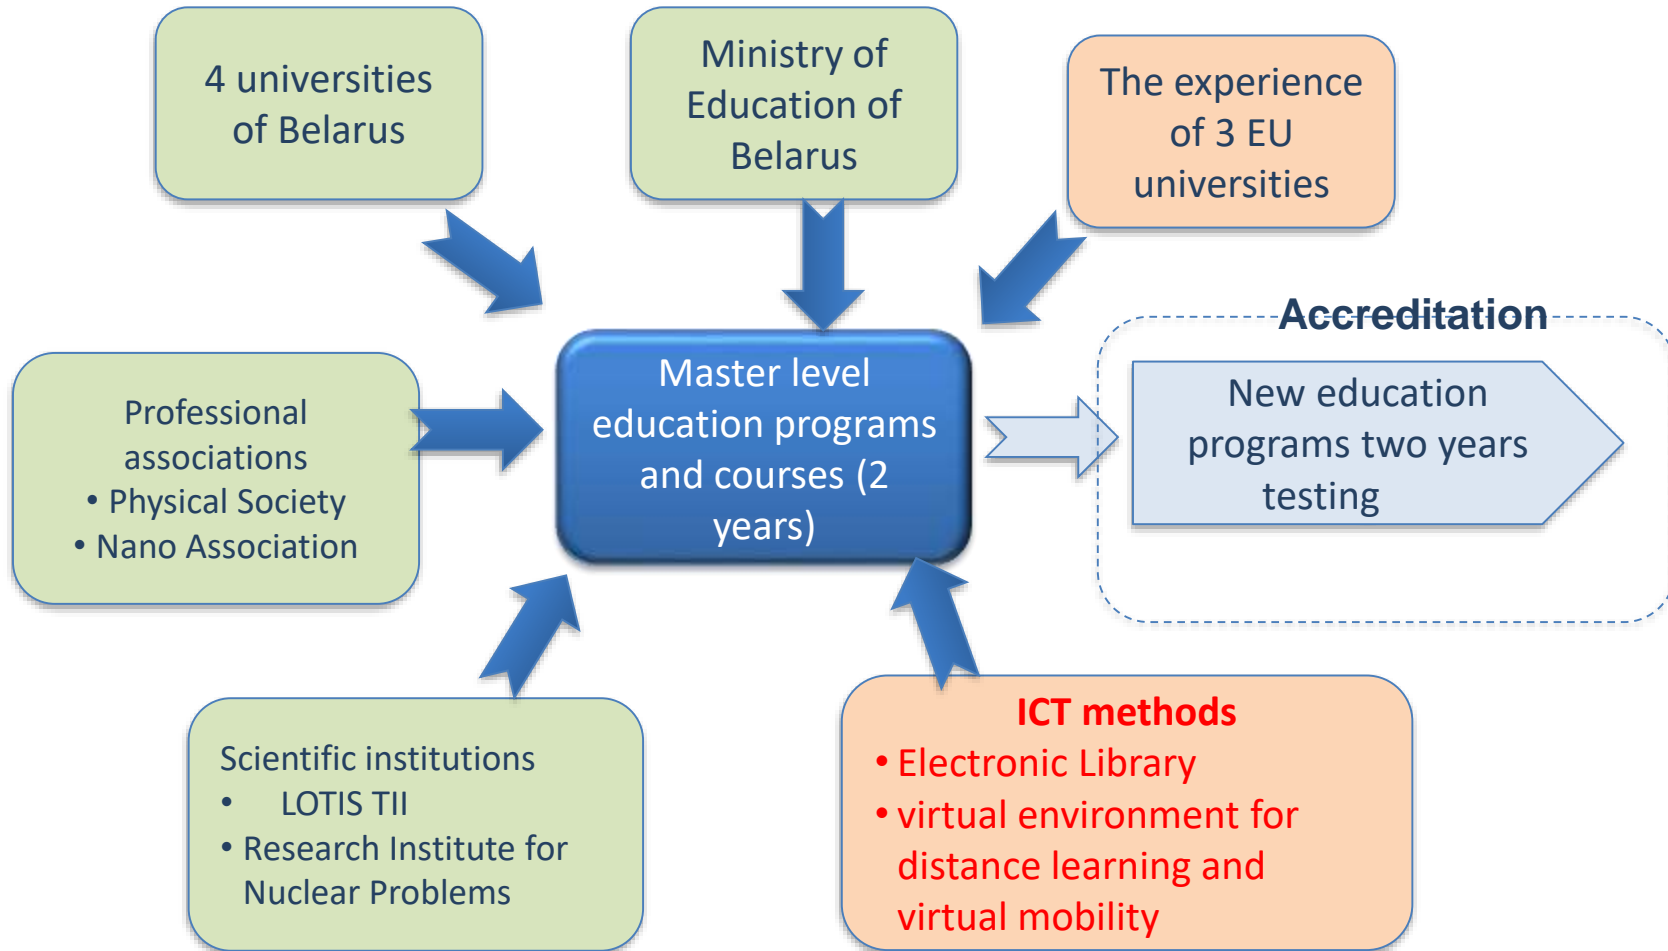 4 universities
of Belarus
Ministry of
Education of
Belarus
The experience
of 3 EU
universities
Accreditation
Professional
associations
• Physical Society
• Nano Association
Master level
education programs
and courses (2
years)
New education
programs two years
testing
Scientific institutions
• LOTIS TII
• Research Institute for
Nuclear Problems
ICT methods
• Electronic Library
• virtual environment for
distance learning and
virtual mobility